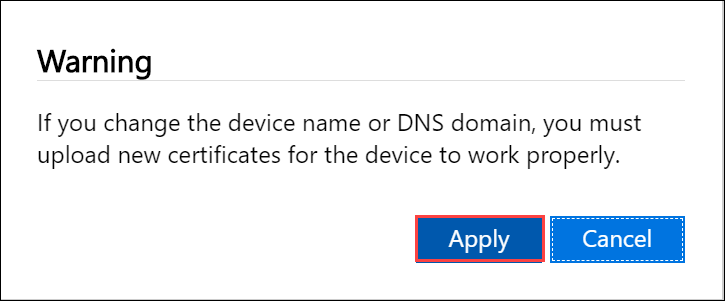 Warning
If you change the device name or DNS domain, you must
upload new certificates for the device to work properly.
Apply
Cancel